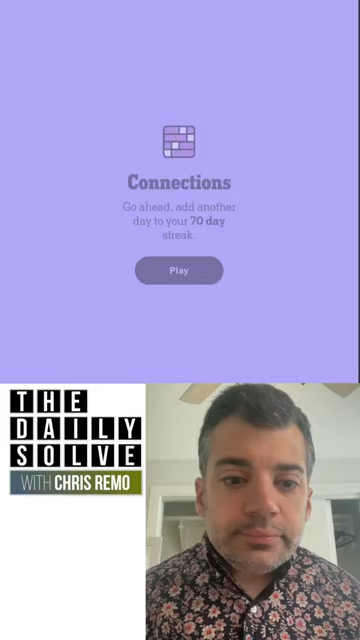 Connections
Go ahead, add another
day to your 70 day
streak.
Play
THE
DAILY
SOLVE
WITH CHRIS REMO